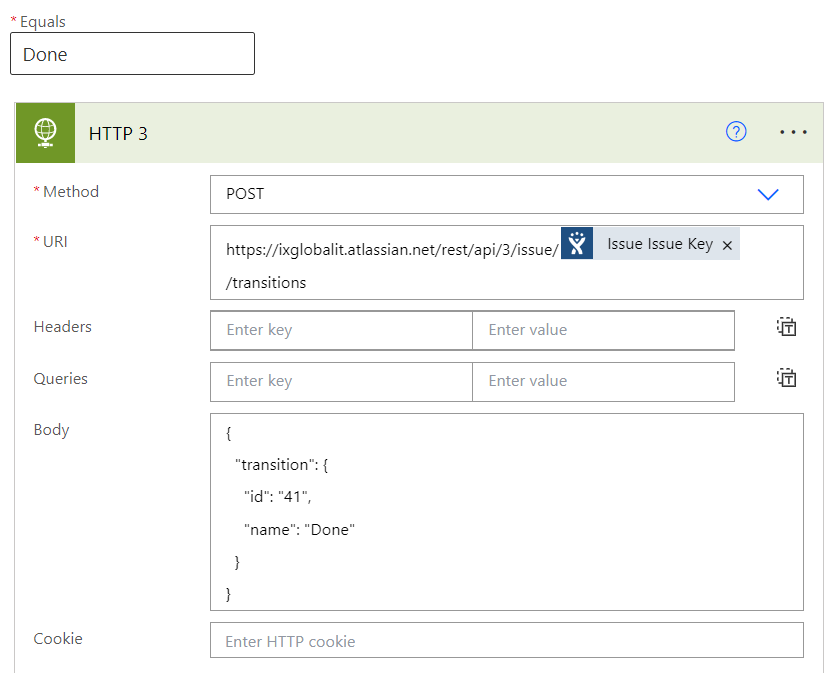 * Equals
Done
HTTP 3
?
* Method
POST
* URI
https://ixglobalit.atlassian.net/rest/api/3/issue/ Issue Issue Key ×
/transitions
Headers
Enter key Enter value
T
Queries
Enter key Enter value
T
Body
{
"transition": {
"id": "41",
"name": "Done"
}
}
Cookie
Enter HTTP cookie